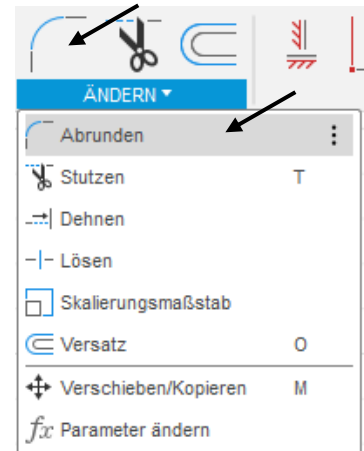 ÄNDERN
Abrunden
Stutzen T
Dehnen
Lösen
Skalierungsmaßstab
Versatz O
Verschieben/Kopieren M
fx Parameter ändern